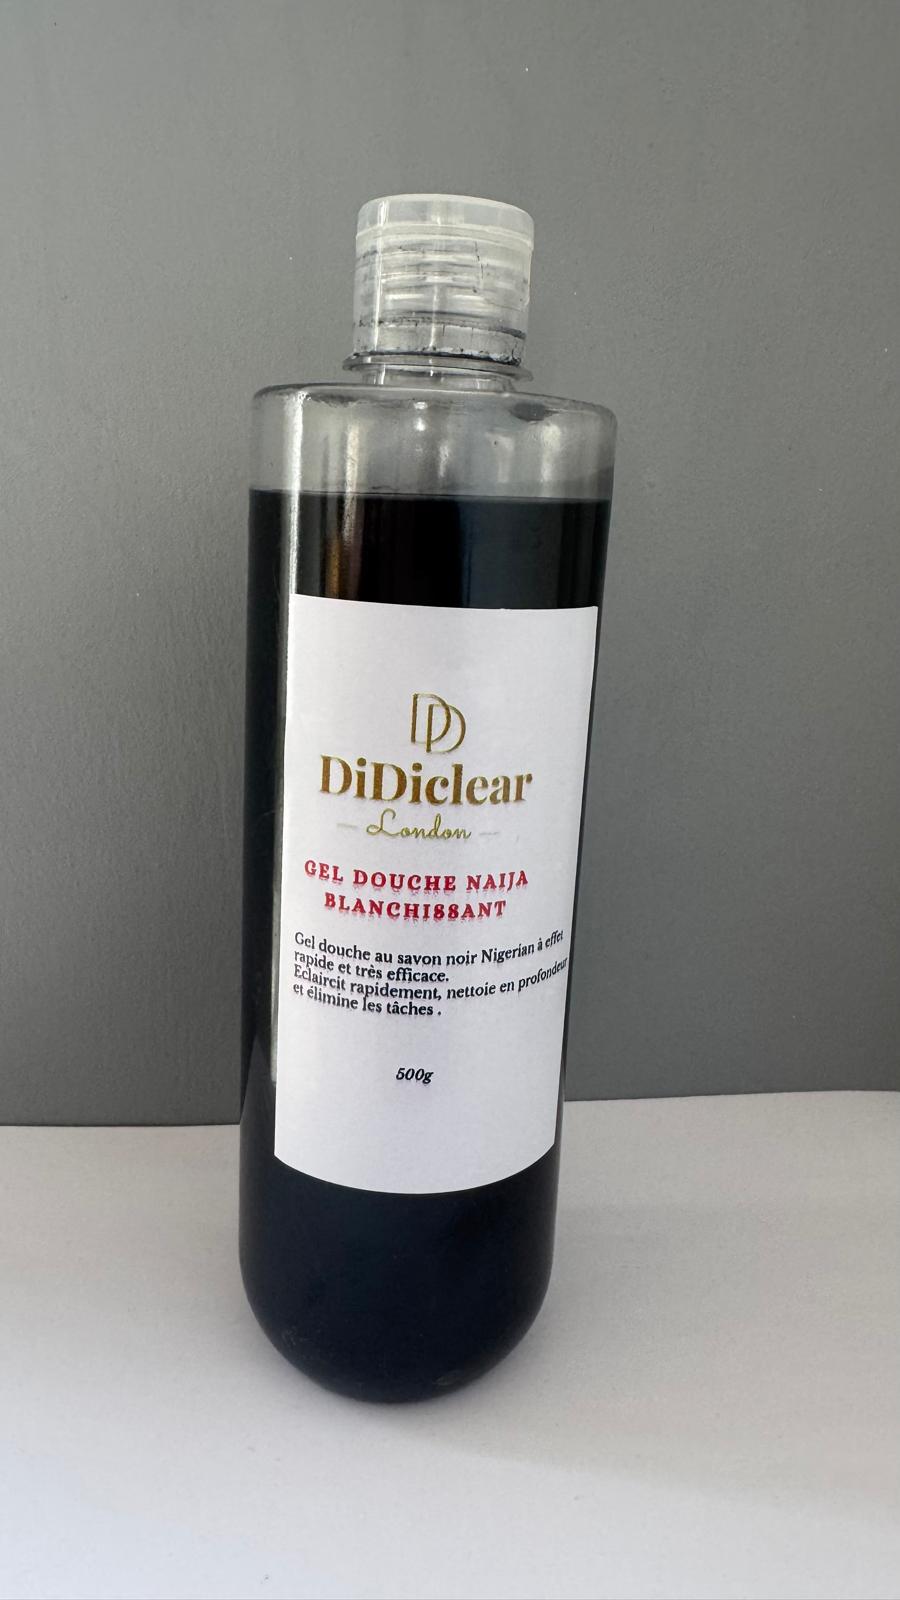 DD
DiDiclear
London
GEL DOUCHE NAIJA
BLANCHISSANT
Gel douche au savon noir Nigerian à effet
rapide et très efficace.
Eclaircit rapidement, nettoie en profondeur
et élimine les tâches .
500g